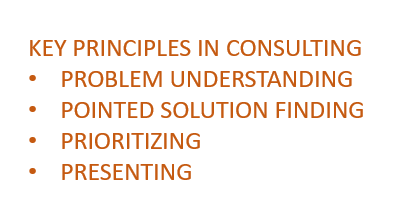 KEY PRINCIPLES IN CONSULTING
• PROBLEM UNDERSTANDING
• POINTED SOLUTION FINDING
• PRIORITIZING
• PRESENTING